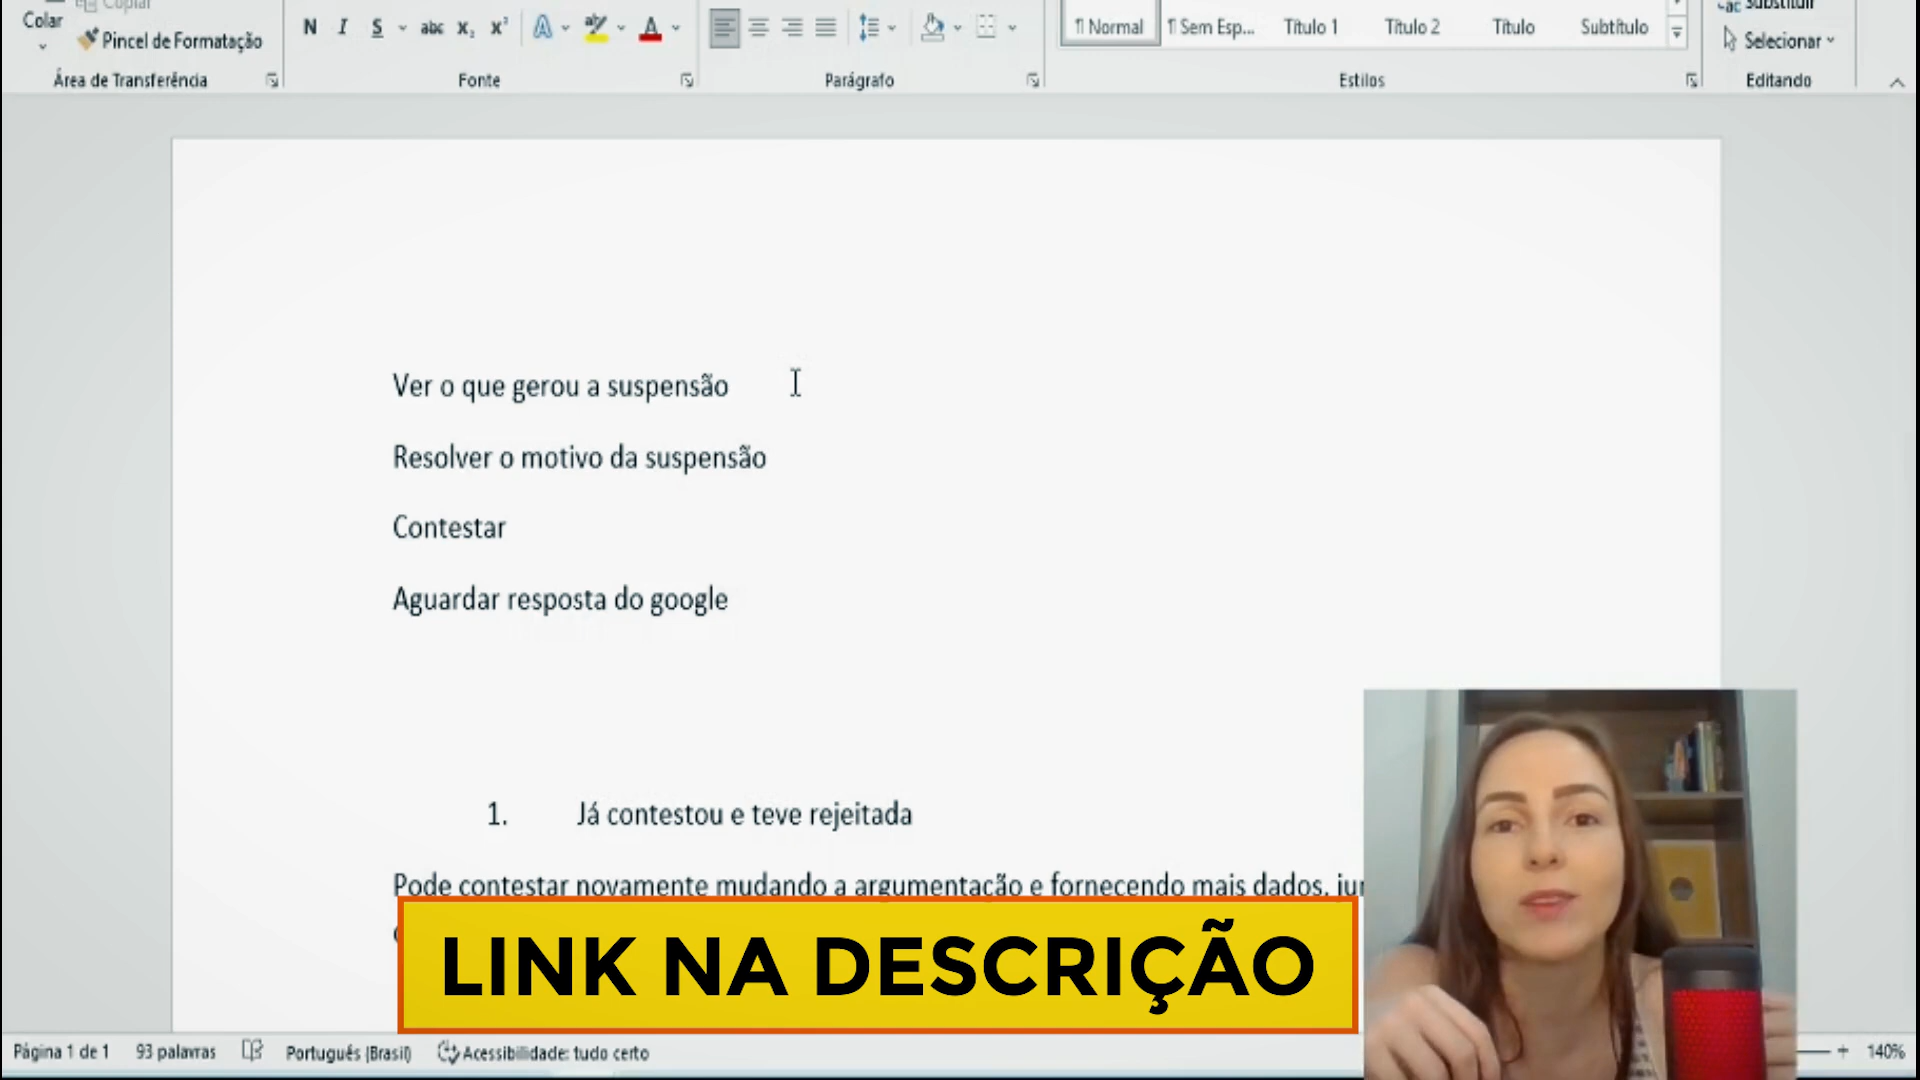 Colar
Copiar
Pincel de Formatação
Área de Transferência
N I S abc x, x²
Fonte
Parágrafo
¶ Normal
¶ Sem Esp...
Título 1
Título 2
Título
Subtítulo
Estilos
Substituir
Selecionar
Editando
Ver o que gerou a suspensão
Resolver o motivo da suspensão
Contestar
Aguardar resposta do google
1. Já contestou e teve rejeitada
Pode contestar novamente mudando a argumentação e fornecendo mais dados,
LINK NA DESCRIÇÃO
Página 1 de 1
93 palavras
Português (Brasil)
Acessibilidade: tudo certo
140%